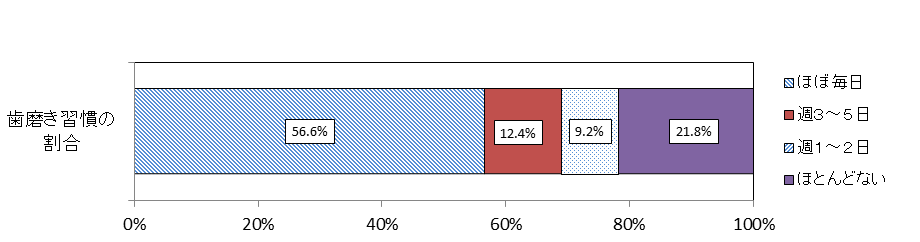 歯磨き習慣の
割合
56.6%
12.4%
9.2%
21.8%
ほぼ毎日
週３～５日
週１～２日
ほとんどない
0%
20%
40%
60%
80%
100%